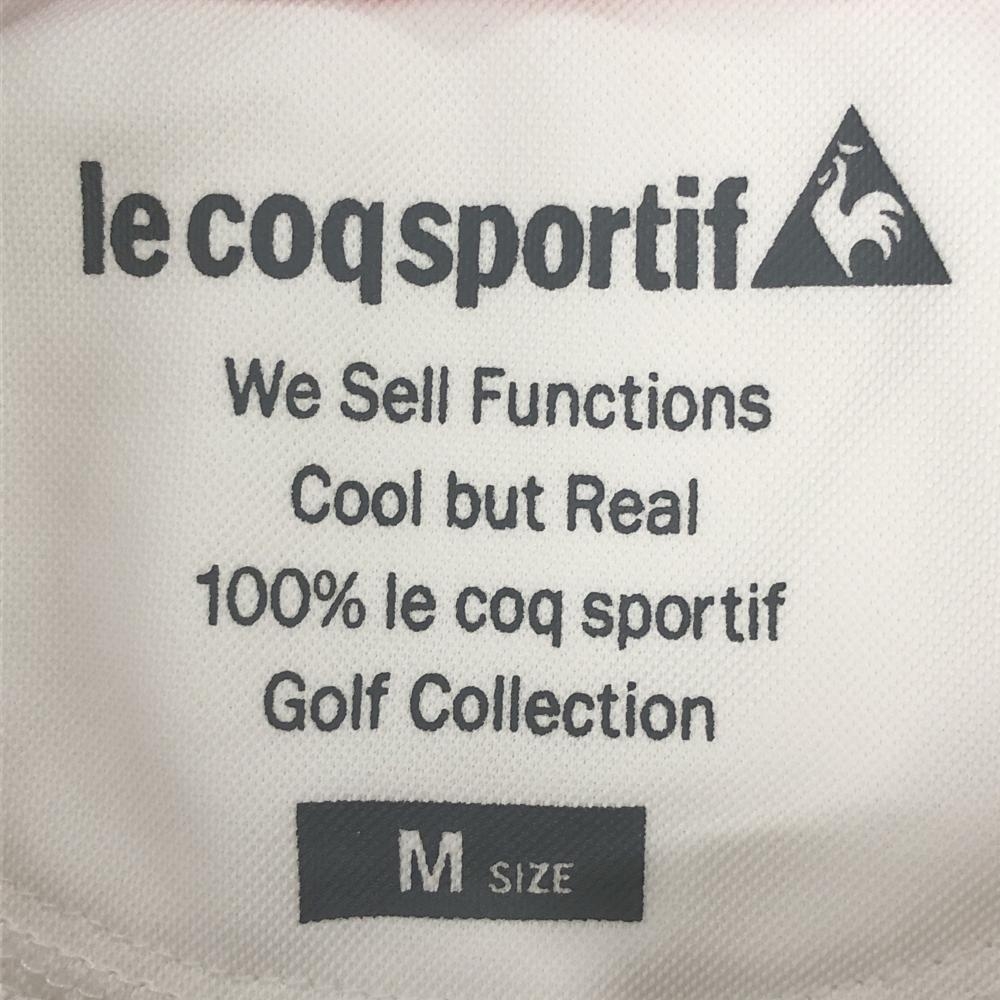 le coq sportif
We Sell Functions
Cool but Real
100% le coq sportif
Golf Collection
M SIZE